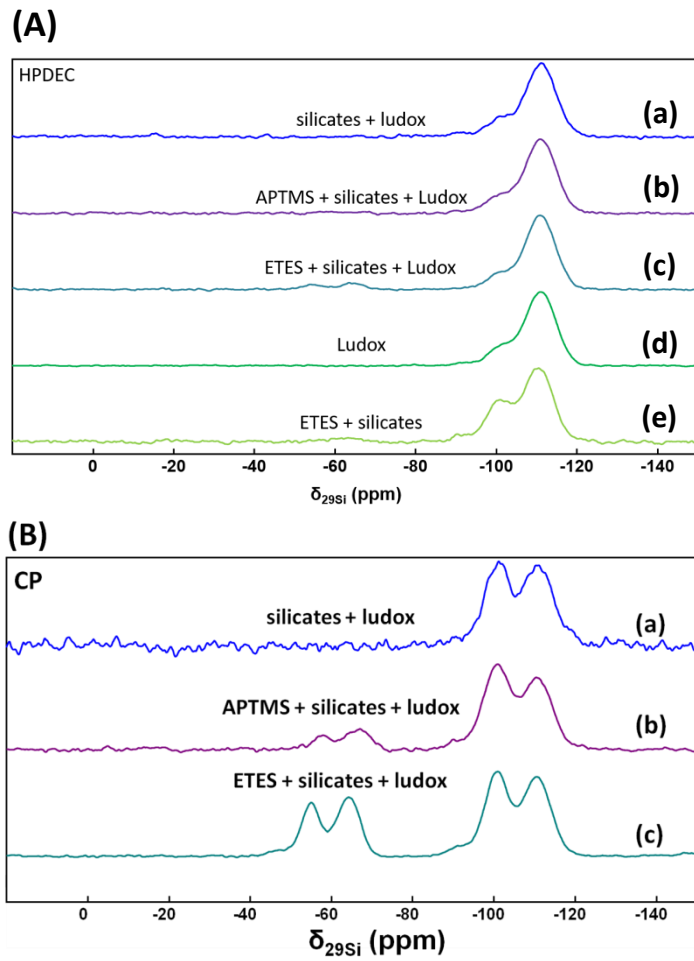 (A)
HPDEC
silicates + ludox
(a)
APTMS + silicates + Ludox
(b)
ETES + silicates + Ludox
(c)
Ludox
(d)
ETES + silicates
(e)
0 -20 -40 -60 -80 -100 -120 -140
δ29Si (ppm)
(B)
CP
silicates + ludox
(a)
APTMS + silicates + ludox
(b)
ETES + silicates + ludox
(c)
0 -20 -40 -60 -80 -100 -120 -140
δ29Si (ppm)